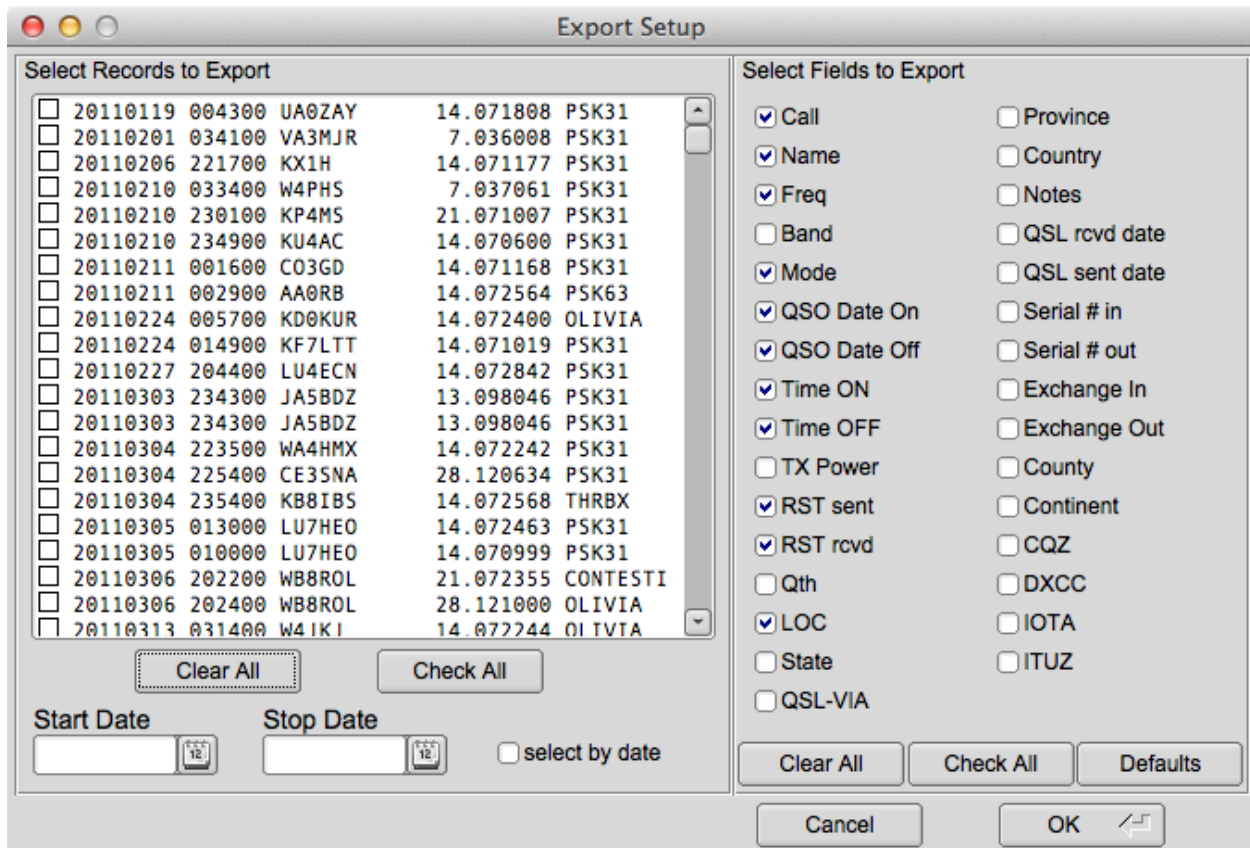 Export Setup
Select Records to Export
20110119 004300 UA0ZAY 14.071808 PSK31
20110201 034100 VA3MJR 7.036008 PSK31
20110206 221700 KX1H 14.071177 PSK31
20110210 033400 W4PHS 7.037061 PSK31
20110210 230100 KP4MS 21.071007 PSK31
20110210 234900 KU4AC 14.070600 PSK31
20110211 001600 CO3GD 14.071168 PSK31
20110211 002900 AA0RB 14.072564 PSK63
20110224 005700 KD0KUR 14.072400 OLIVIA
20110224 014900 KF7LTT 14.071019 PSK31
20110227 204400 LU4ECN 14.072842 PSK31
20110303 234300 JA5BDZ 13.098046 PSK31
20110303 234300 JA5BDZ 13.098046 PSK31
20110304 223500 WA4HMX 14.072242 PSK31
20110304 225400 CE3SNA 28.120634 PSK31
20110304 235400 KB8IBS 14.072568 THRBX
20110305 013000 LU7HEO 14.072463 PSK31
20110305 010000 LU7HEO 14.070999 PSK31
20110306 202200 WB8ROL 21.072355 CONTESTI
20110306 202400 WB8ROL 28.121000 OLIVIA
20110313 031400 W4JKJ 14.072244 OLIVIA
Clear All
Check All
Start Date
Stop Date
12
12
select by date
Select Fields to Export
Call
Name
Freq
Band
Mode
QSO Date On
QSO Date Off
Time ON
Time OFF
TX Power
RST sent
RST rcvd
Qth
LOC
State
QSL-VIA
Province
Country
Notes
QSL rcvd date
QSL sent date
Serial # in
Serial # out
Exchange In
Exchange Out
County
Continent
CQZ
DXCC
IOTA
ITUZ
Clear All
Check All
Defaults
Cancel
OK